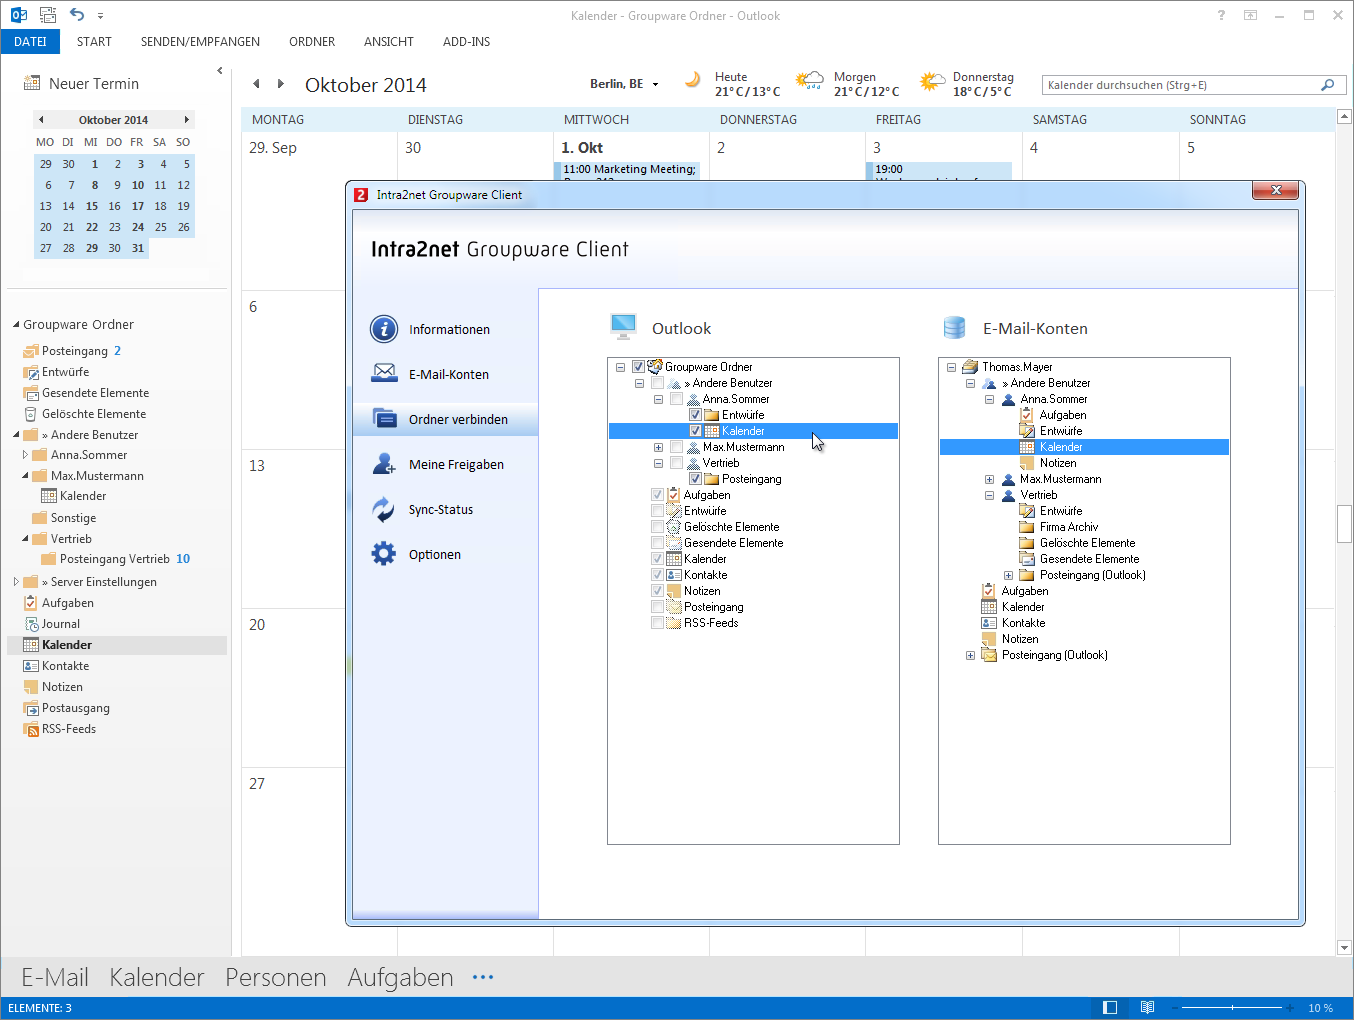 Kalender - Groupware Ordner - Outlook
DATEI START SENDEN/EMPFANGEN ORDNER ANSICHT ADD-INS
Neuer Termin
Oktober 2014
MO DI MI DO FR SA SO
29 30 1 2 3 4 5
6 7 8 9 10 11 12
13 14 15 16 17 18 19
20 21 22 23 24 25 26
27 28 29 30 31
Groupware Ordner
Posteingang 2
Entwürfe
Gesendete Elemente
Gelöschte Elemente
» Andere Benutzer
Anna.Sommer
Max.Mustermann
Kalender
Sonstige
Vertrieb
Posteingang Vertrieb 10
» Server Einstellungen
Aufgaben
Journal
Kalender
Kontakte
Notizen
Postausgang
RSS-Feeds
Oktober 2014
Berlin, BE
Heute
21°C/13°C
Morgen
21°C/12°C
Donnerstag
18°C/5°C
Kalender durchsuchen (Strg+E)
MONTAG DIENSTAG MITTWOCH DONNERSTAG FREITAG SAMSTAG SONNTAG
29. Sep 30 1. Okt 2 3 4 5
11:00 Marketing Meeting;
19:00
6
13
20
27
2 Intra2net Groupware Client
Intra2net Groupware Client
Informationen
E-Mail-Konten
Ordner verbinden
Meine Freigaben
Sync-Status
Optionen
Outlook
Groupware Ordner
» Andere Benutzer
Anna.Sommer
Entwürfe
Kalender
Max.Mustermann
Vertrieb
Posteingang
Aufgaben
Entwürfe
Gelöschte Elemente
Gesendete Elemente
Kalender
Kontakte
Notizen
Posteingang
RSS-Feeds
E-Mail-Konten
Thomas.Mayer
» Andere Benutzer
Anna.Sommer
Aufgaben
Entwürfe
Kalender
Notizen
Max.Mustermann
Vertrieb
Entwürfe
Firma Archiv
Gelöschte Elemente
Gesendete Elemente
Posteingang (Outlook)
Aufgaben
Kalender
Kontakte
Notizen
Posteingang (Outlook)
E-Mail Kalender Personen Aufgaben
ELEMENTE: 3
10 %